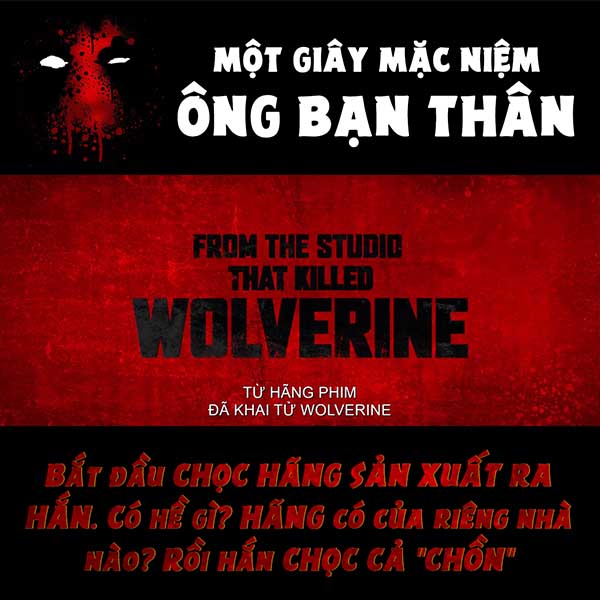 MỘT GIÂY MẶC NIỆM
ÔNG BẠN THÂN
FROM THE STUDIO
THAT KILLED
WOLVERINE
TỪ HÃNG PHIM
ĐÃ KHAI TỬ WOLVERINE
BẮT ĐẦU CHỌC HÃNG SẢN XUẤT RA
HẮN. CÓ HỀ GÌ? HÃNG CÓ CỦA RIÊNG NHÀ
NÀO? RỒI HẮN CHỌC CẢ "CHỒN"